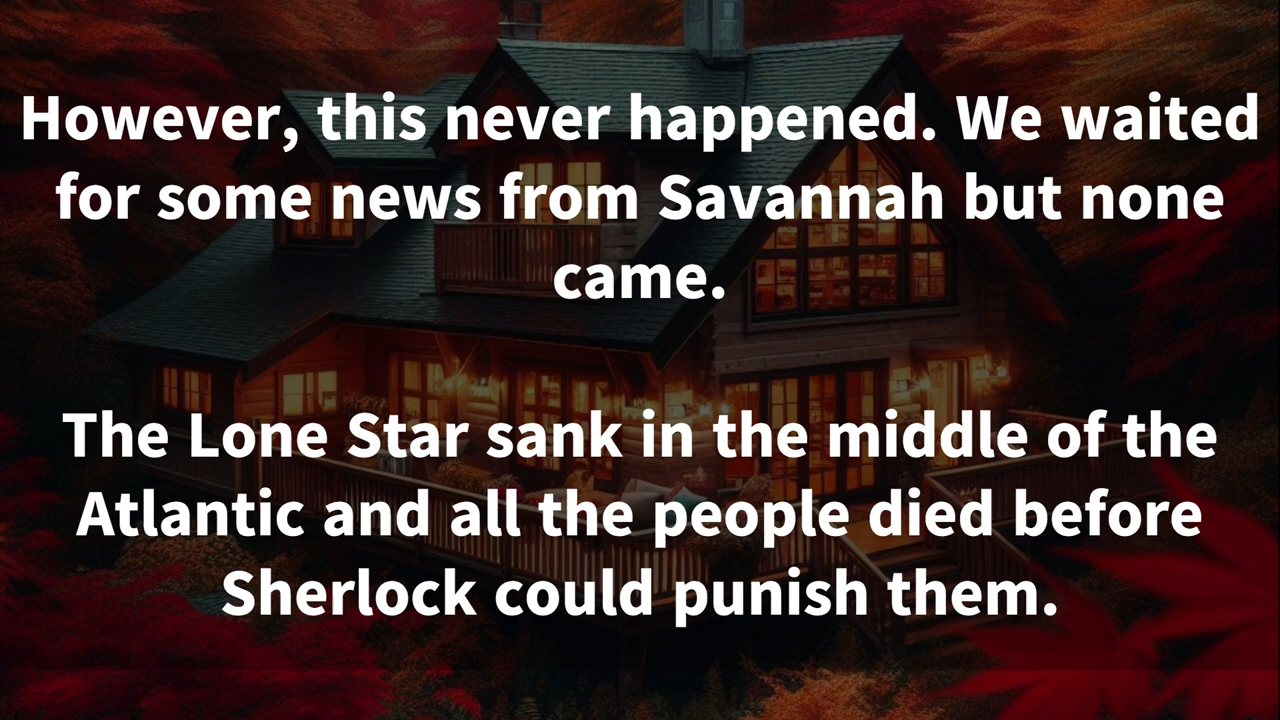 However, this never happened. We waited
for some news from Savannah but none
came.
The Lone Star sank in the middle of the
Atlantic and all the people died before
Sherlock could punish them.